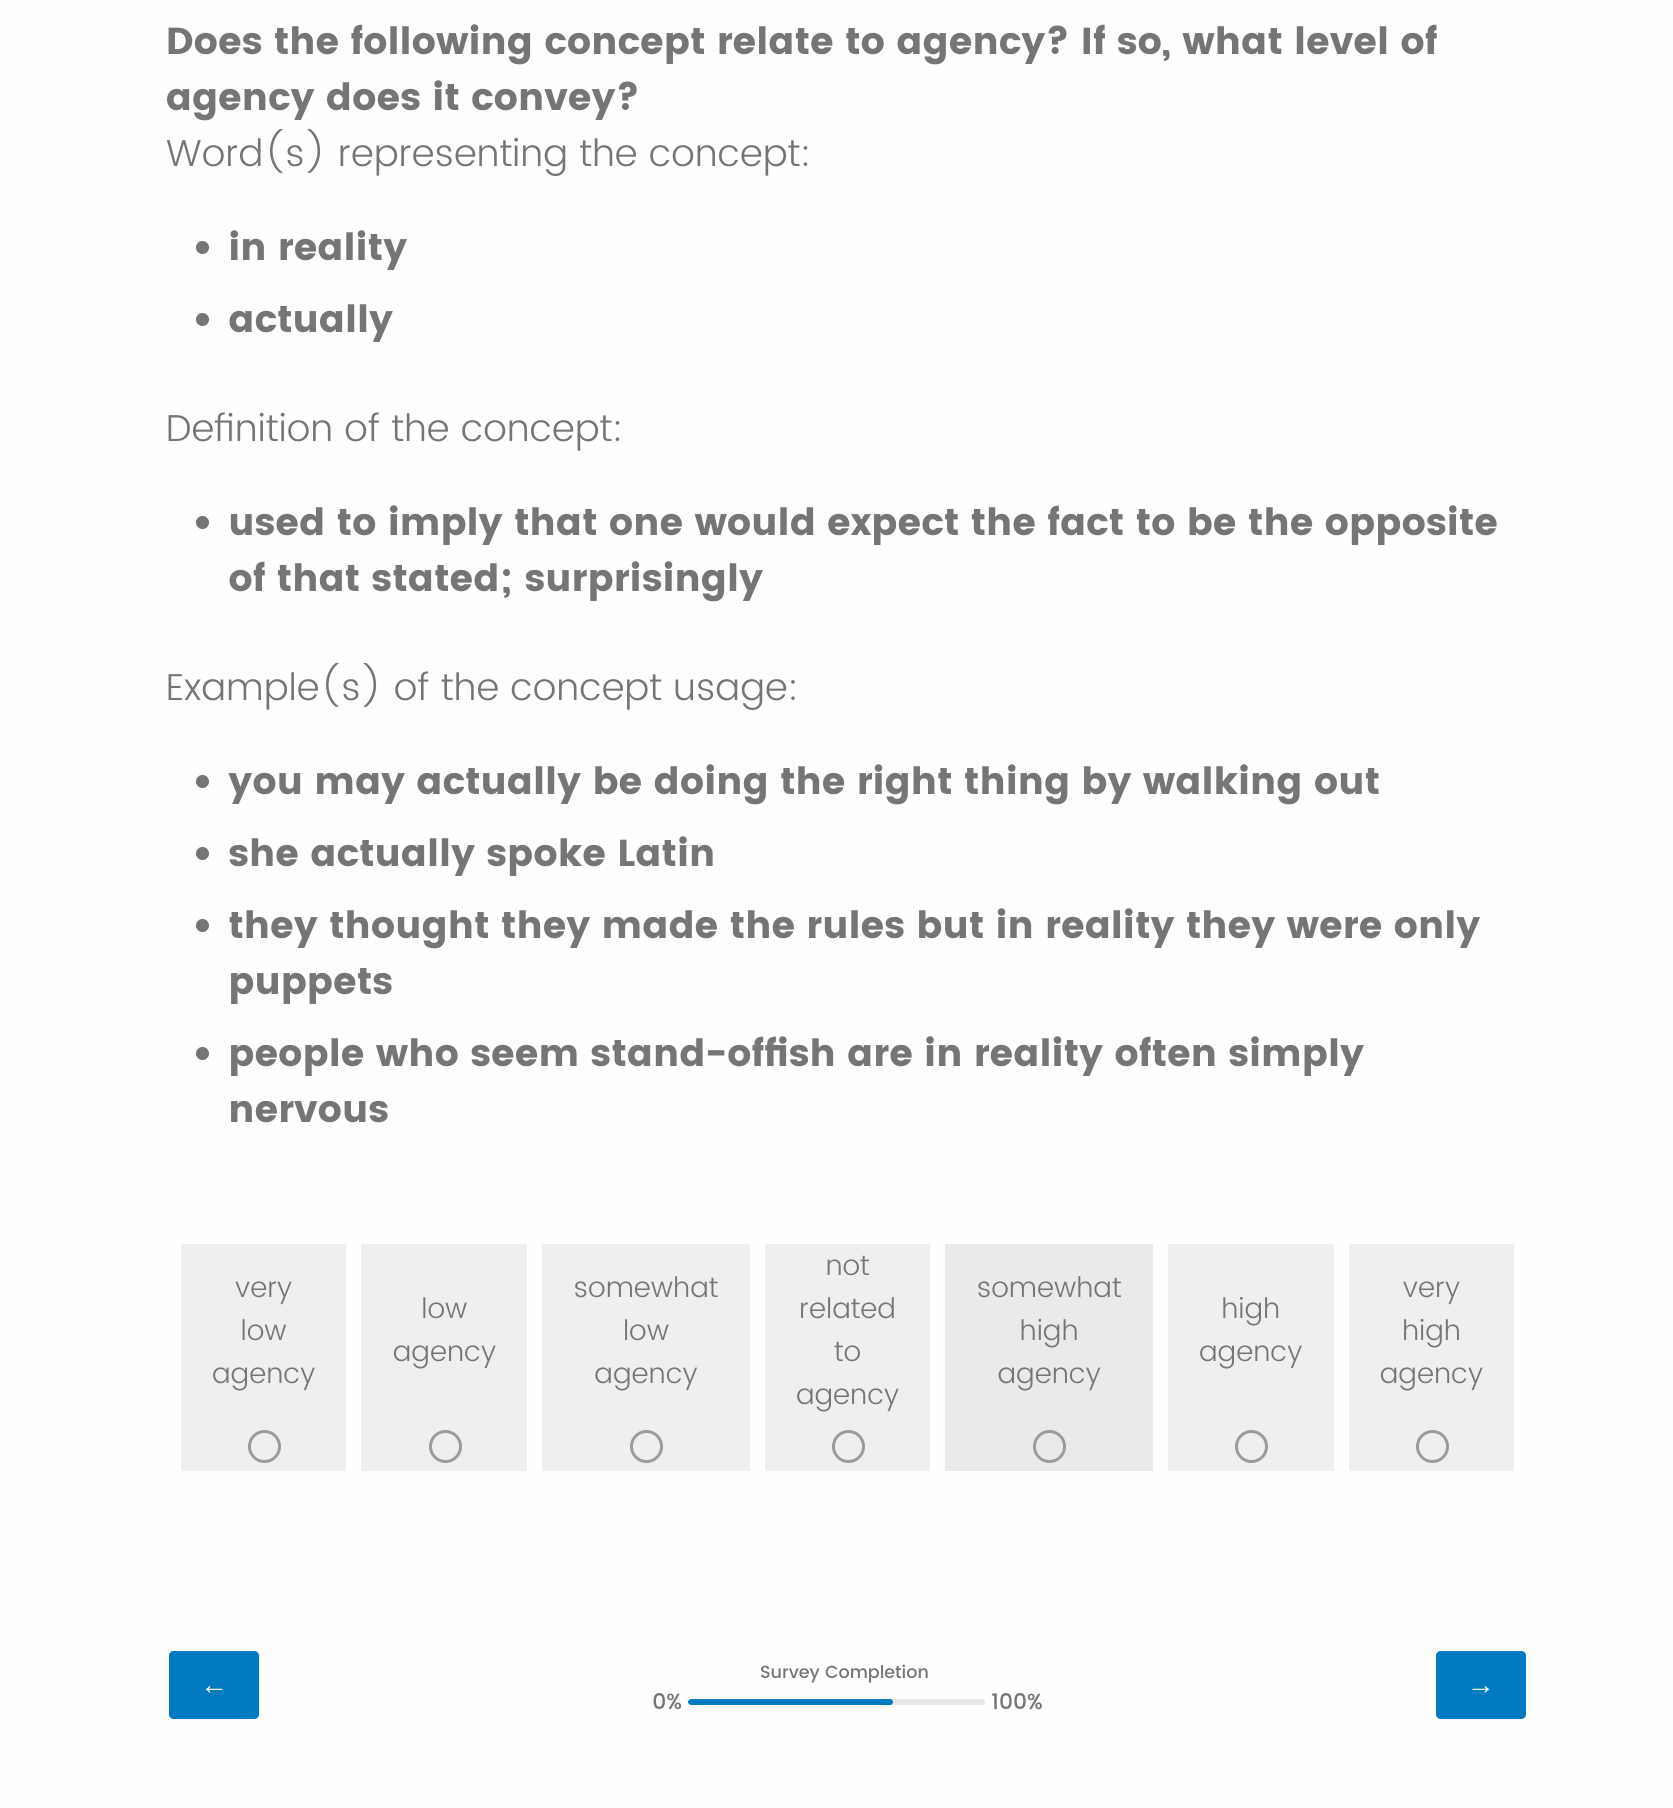 Does the following concept relate to agency? If so, what level of
agency does it convey?
Word(s) representing the concept:
• in reality
• actually
Definition of the concept:
• used to imply that one would expect the fact to be the opposite
of that stated; surprisingly
Example(s) of the concept usage:
• you may actually be doing the right thing by walking out
• she actually spoke Latin
• they thought they made the rules but in reality they were only
puppets
• people who seem stand-offish are in reality often simply
nervous
very
low
agency
low
agency
somewhat
low
agency
not
related
to
agency
somewhat
high
agency
high
agency
very
high
agency
←
Survey Completion
0% 100%
→